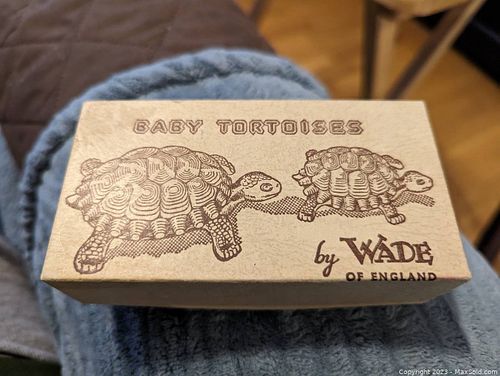 BABY TORTOISES
by WADE
OF ENGLAND
Copyright 2023 - MaxSold.com